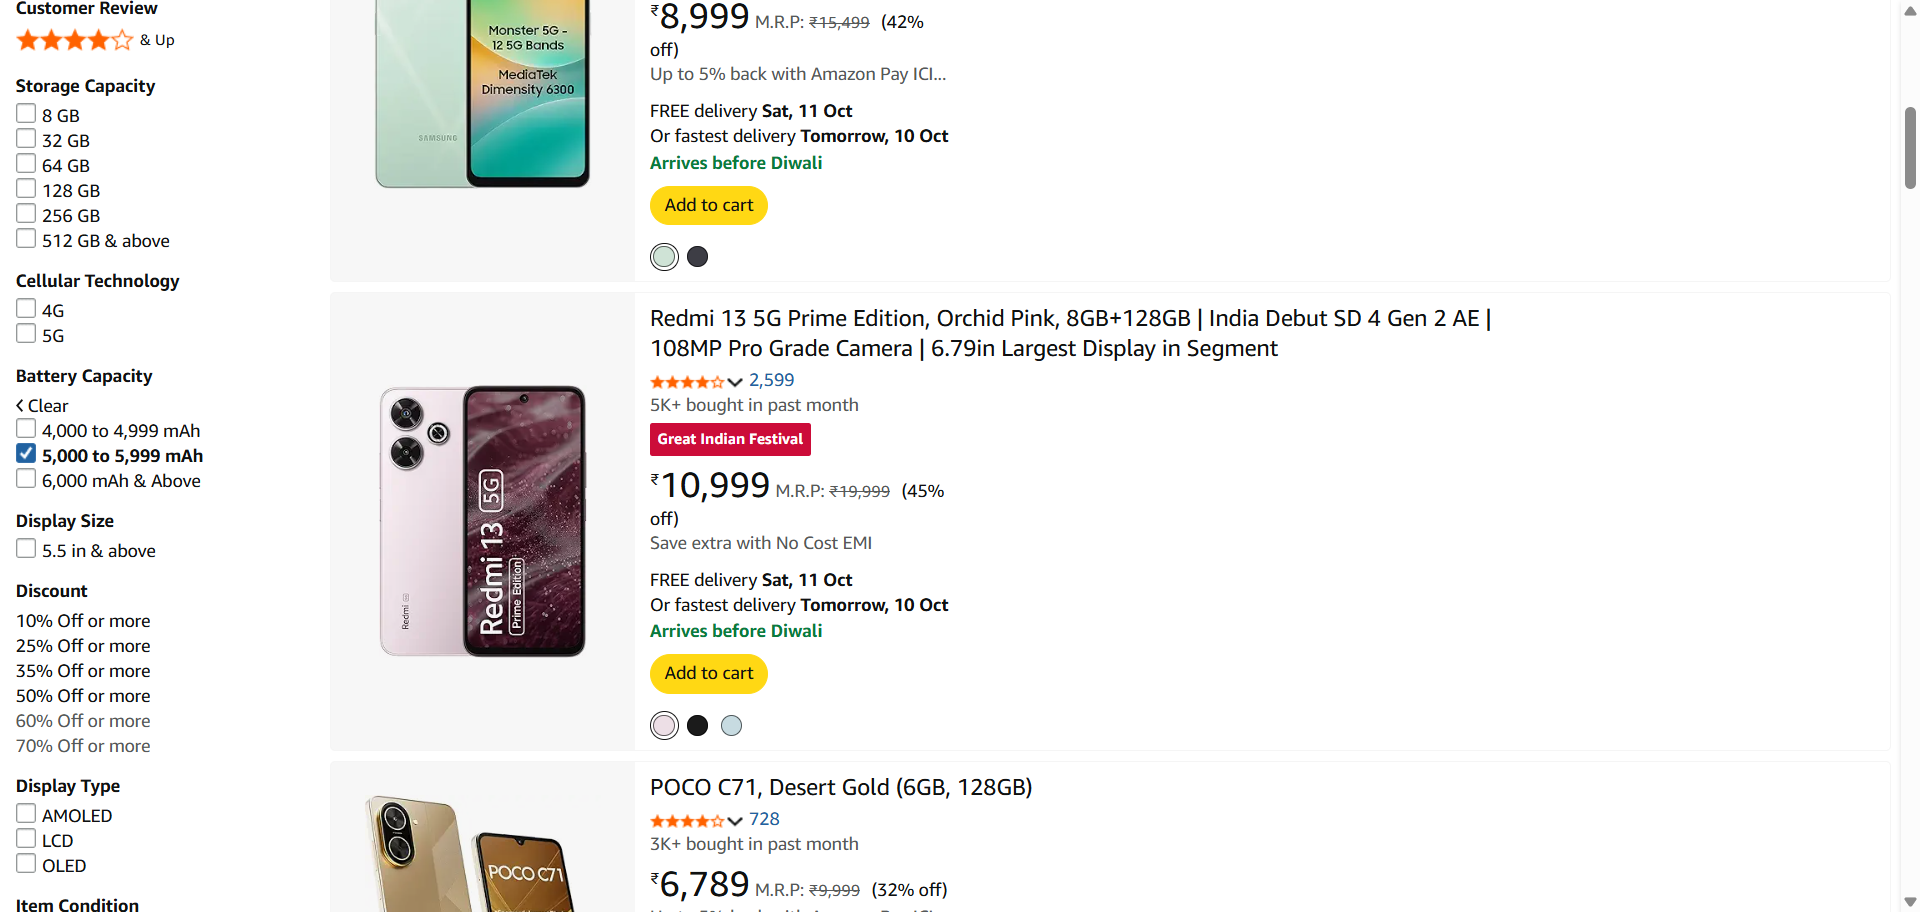 Customer Review
& Up
Storage Capacity
8 GB
32 GB
64 GB
128 GB
256 GB
512 GB & above
Cellular Technology
4G
5G
Battery Capacity
Clear
4,000 to 4,999 mAh
5,000 to 5,999 mAh
6,000 mAh & Above
Display Size
5.5 in & above
Discount
10% Off or more
25% Off or more
35% Off or more
50% Off or more
60% Off or more
70% Off or more
Display Type
AMOLED
LCD
OLED
Item Condition
Monster 5G -
12 5G Bands
MediaTek
Dimensity 6300
SAMSUNG
₹8,999 M.R.P: ₹15,499 (42%
off)
Up to 5% back with Amazon Pay ICI...
FREE delivery Sat, 11 Oct
Or fastest delivery Tomorrow, 10 Oct
Arrives before Diwali
Add to cart
Redmi
Redmi 13 5G
Prime Edition
Redmi 13 5G Prime Edition, Orchid Pink, 8GB+128GB | India Debut SD 4 Gen 2 AE |
108MP Pro Grade Camera | 6.79in Largest Display in Segment
2,599
5K+ bought in past month
Great Indian Festival
₹10,999 M.R.P: ₹19,999 (45%
off)
Save extra with No Cost EMI
FREE delivery Sat, 11 Oct
Or fastest delivery Tomorrow, 10 Oct
Arrives before Diwali
Add to cart
POCO C71
POCO C71, Desert Gold (6GB, 128GB)
728
3K+ bought in past month
₹6,789 M.R.P: ₹9,999 (32% off)